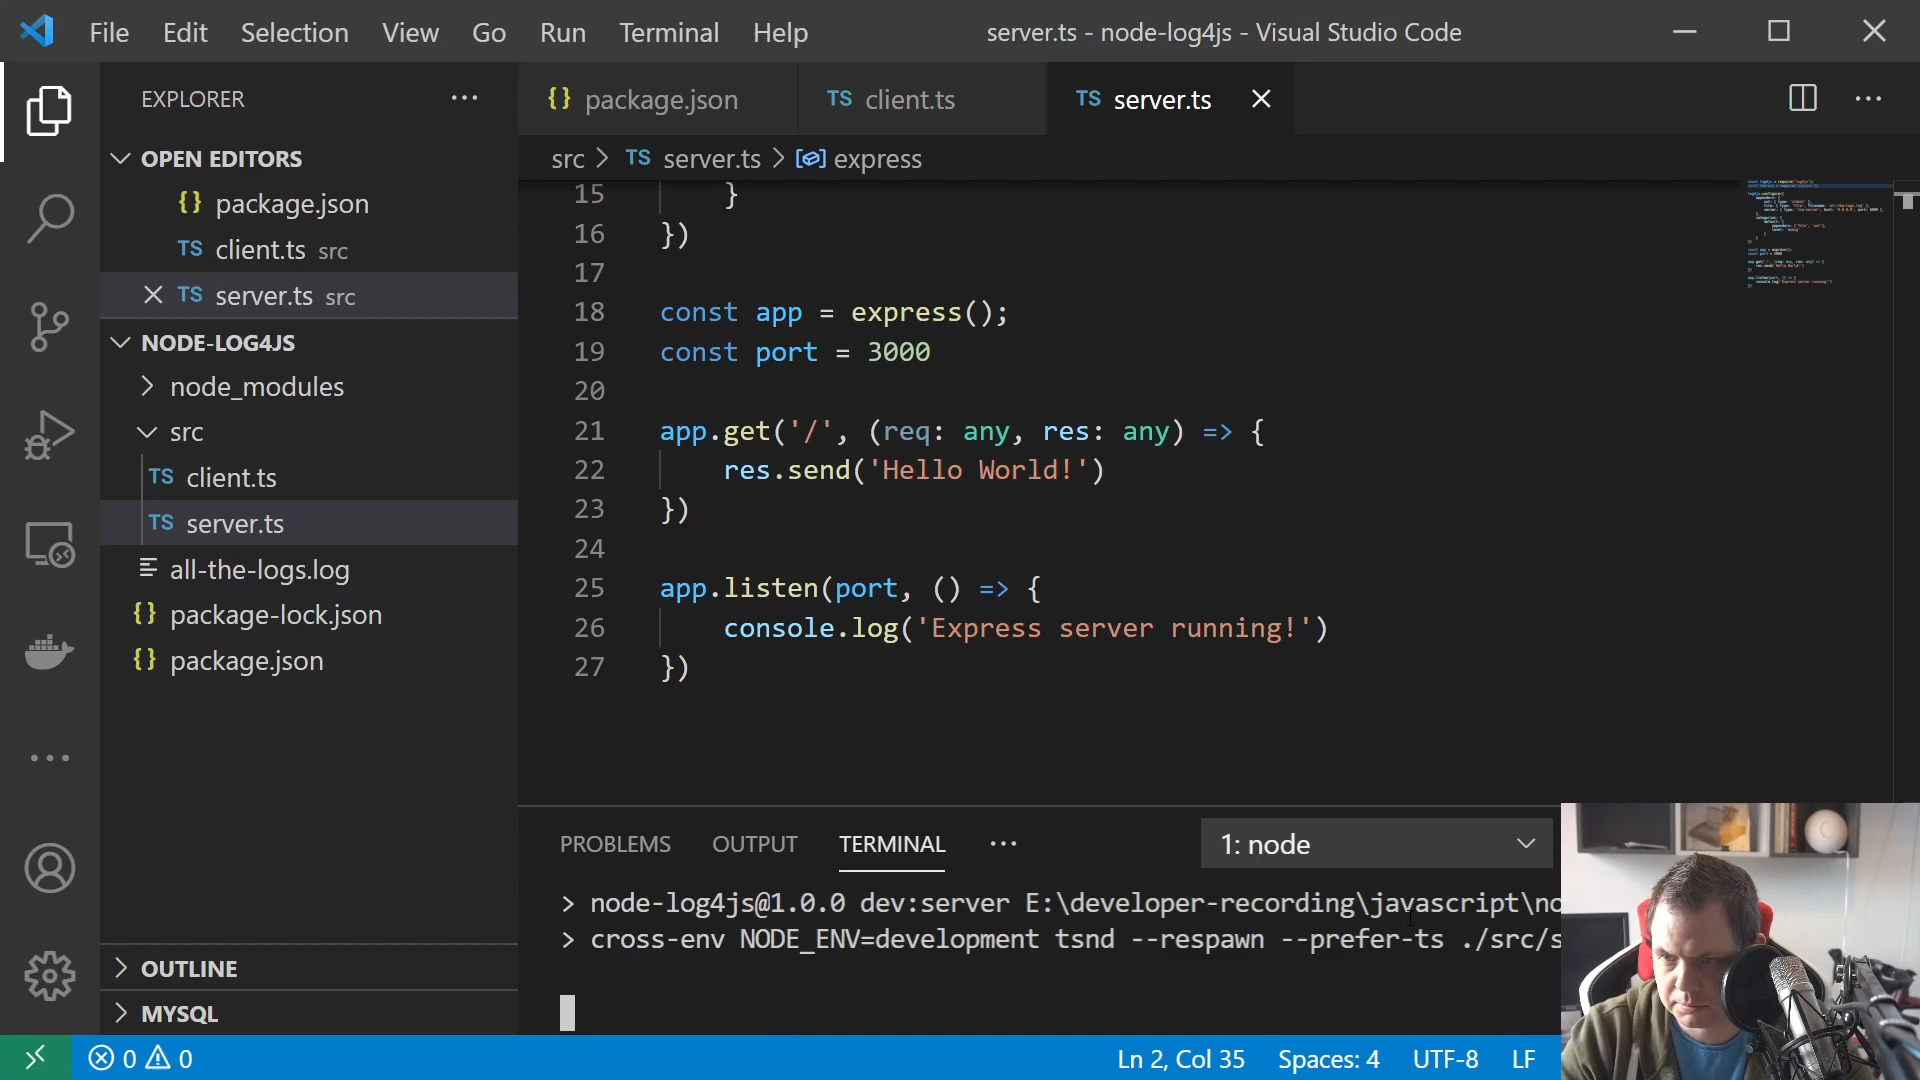 File Edit Selection View Go Run Terminal Help
server.ts - node-log4js - Visual Studio Code
EXPLORER
OPEN EDITORS
{} package.json
TS client.ts src
TS server.ts src
NODE-LOG4JS
node_modules
src
TS client.ts
TS server.ts
all-the-logs.log
{} package-lock.json
{} package.json
OUTLINE
MYSQL
{} package.json TS client.ts TS server.ts
src > TS server.ts > express
15 }
16 })
17
18 const app = express();
19 const port = 3000
20
21 app.get('/', (req: any, res: any) => {
22 res.send('Hello World!')
23 })
24
25 app.listen(port, () => {
26 console.log('Express server running!')
27 })
PROBLEMS OUTPUT TERMINAL 1: node
> node-log4js@1.0.0 dev:server E:\developer-recording\javascript\no
> cross-env NODE_ENV=development tsnd --respawn --prefer-ts ./src/s
0 0 Ln 2, Col 35 Spaces: 4 UTF-8 LF